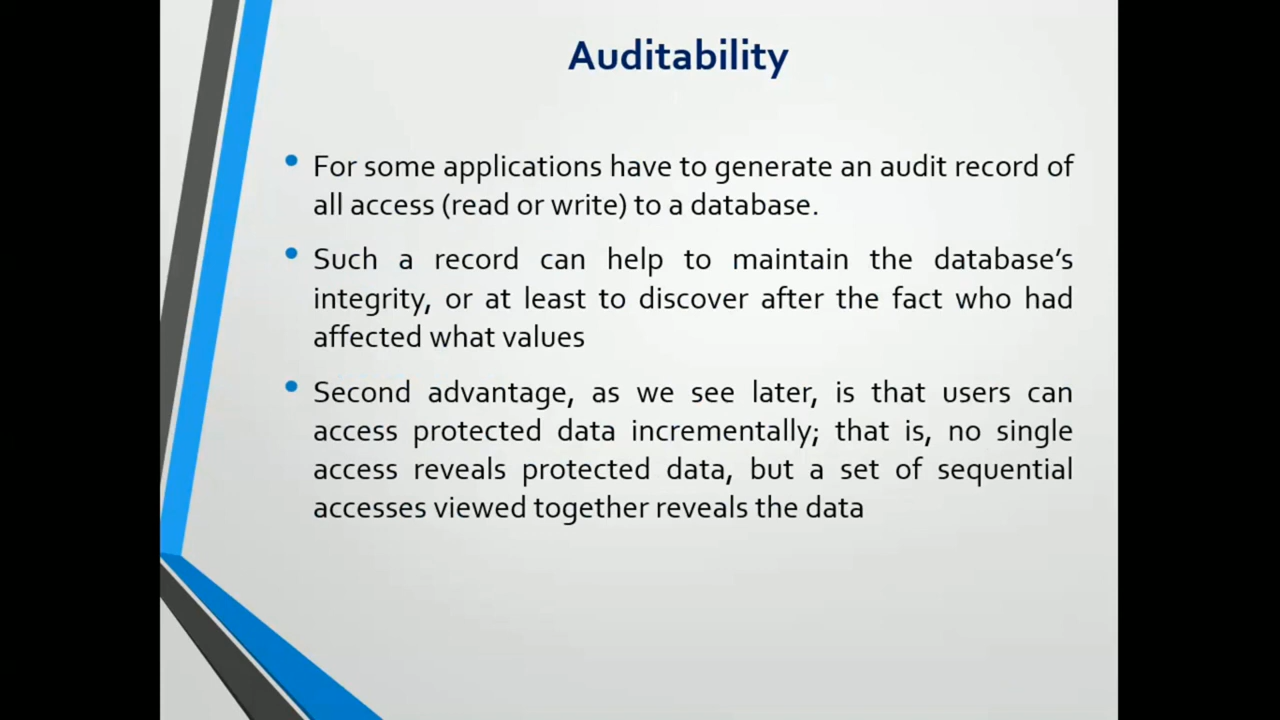 Auditability
• For some applications have to generate an audit record of
all access (read or write) to a database.
• Such a record can help to maintain the database’s
integrity, or at least to discover after the fact who had
affected what values
• Second advantage, as we see later, is that users can
access protected data incrementally; that is, no single
access reveals protected data, but a set of sequential
accesses viewed together reveals the data